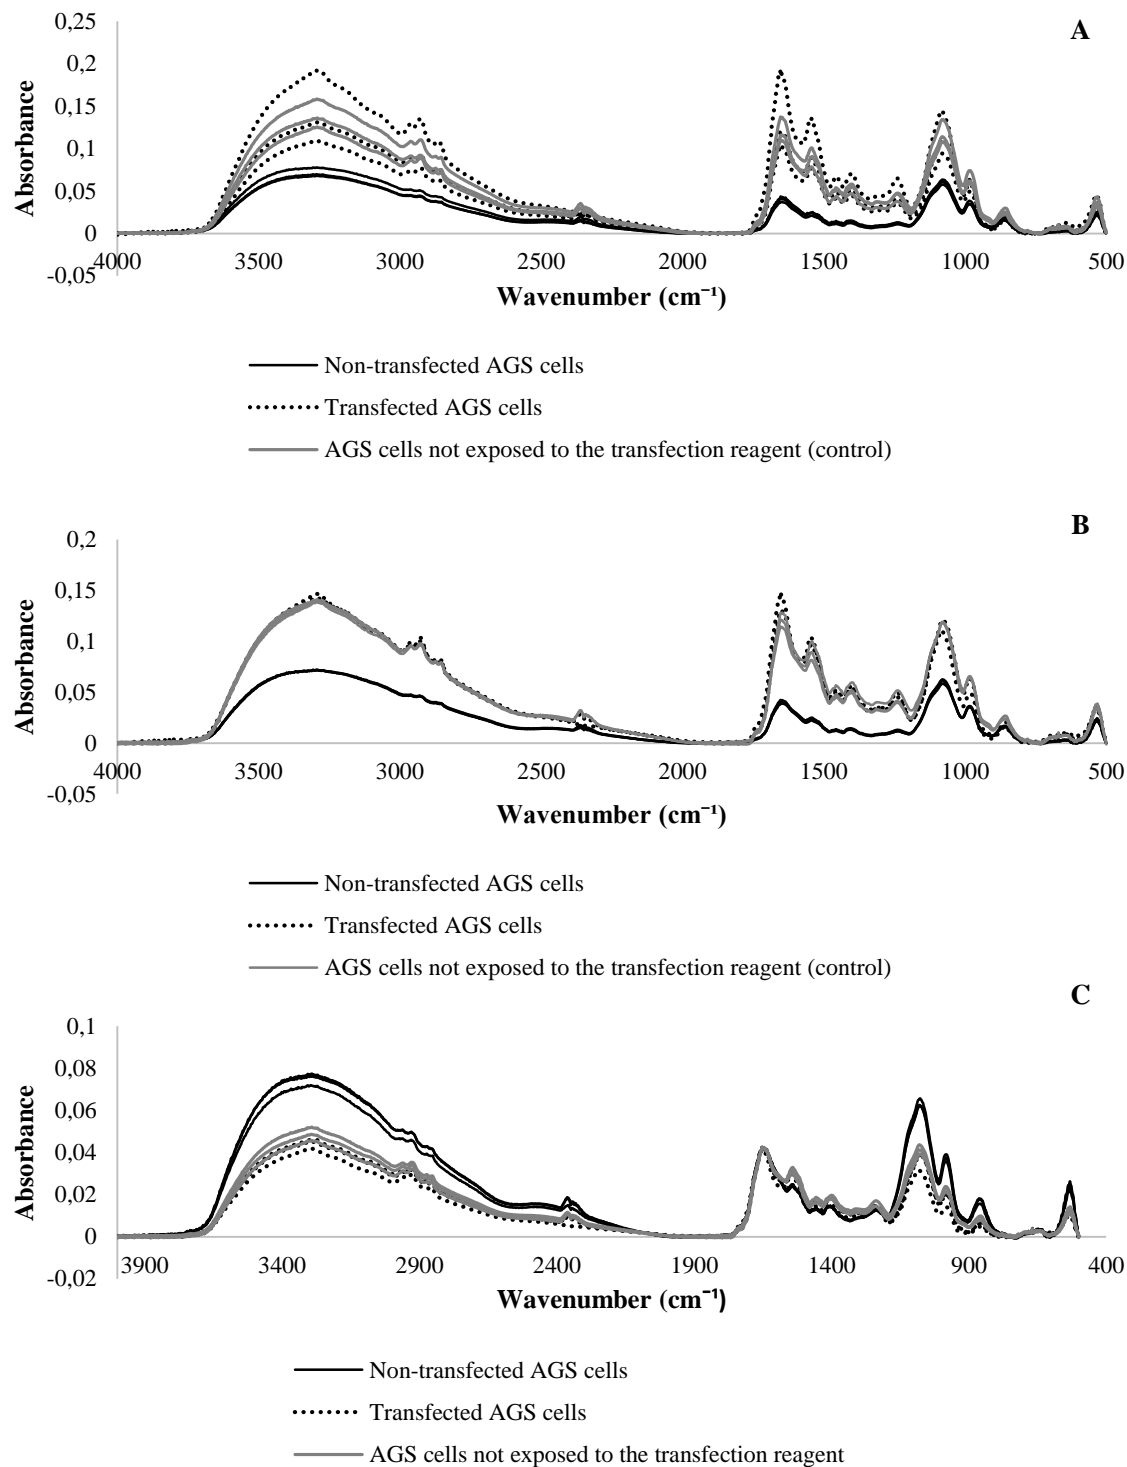 0,25
A
0,2
0,15
0,1
0,05
0
-0,05
Absorbance
4000 3500 3000 2500 2000 1500 1000 500
Wavenumber (cm⁻¹)
Non-transfected AGS cells
Transfected AGS cells
AGS cells not exposed to the transfection reagent (control)
B
0,2
0,15
0,1
0,05
0
-0,05
Absorbance
4000 3500 3000 2500 2000 1500 1000 500
Wavenumber (cm⁻¹)
Non-transfected AGS cells
Transfected AGS cells
AGS cells not exposed to the transfection reagent (control)
C
0,1
0,08
0,06
0,04
0,02
0
-0,02
Absorbance
3900 3400 2900 2400 1900 1400 900 400
Wavenumber (cm⁻¹)
Non-transfected AGS cells
Transfected AGS cells
AGS cells not exposed to the transfection reagent